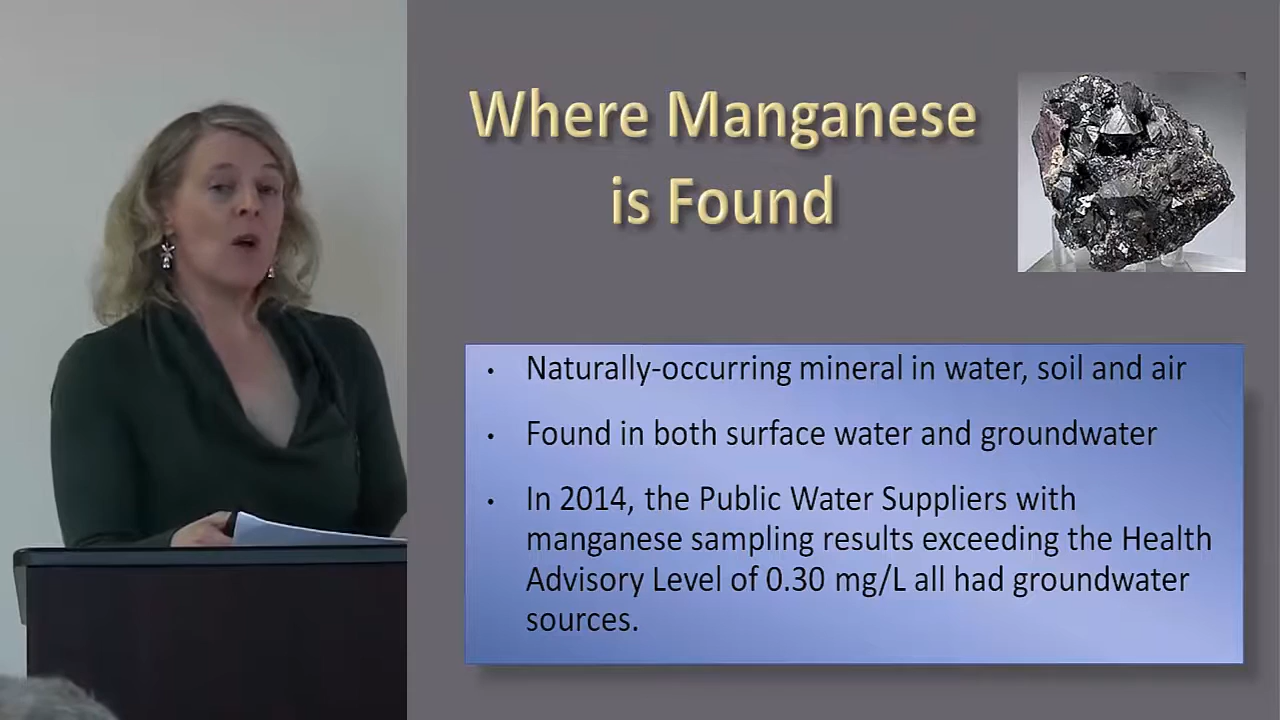 Where Manganese
is Found
• Naturally-occurring mineral in water, soil and air
• Found in both surface water and groundwater
• In 2014, the Public Water Suppliers with
manganese sampling results exceeding the Health
Advisory Level of 0.30 mg/L all had groundwater
sources.